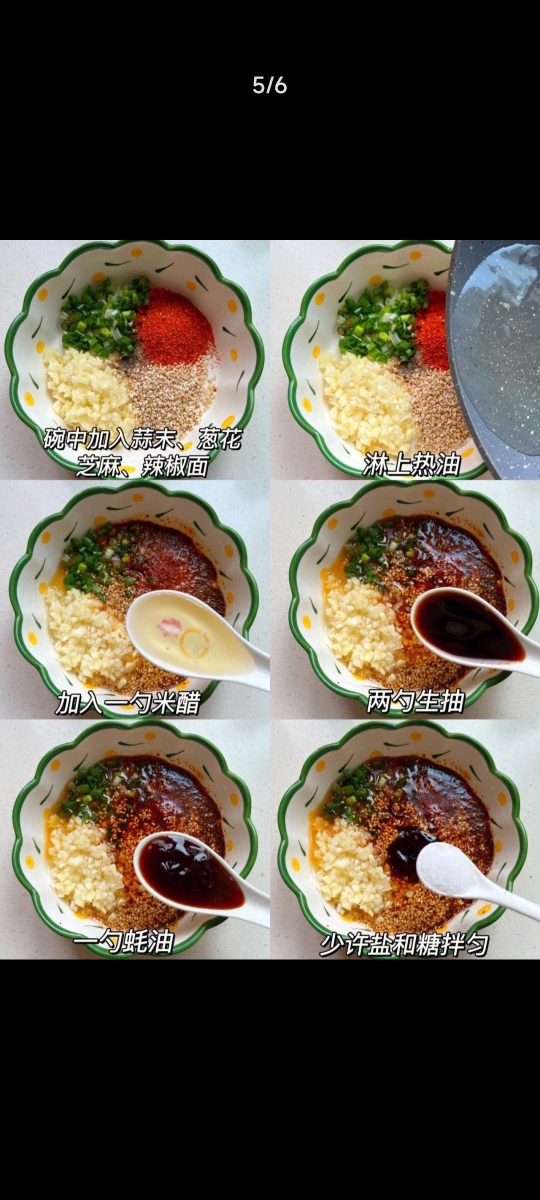 5/6
碗中加入蒜末、葱花
芝麻、辣椒面
淋上热油
加入一勺米醋
两勺生抽
一勺蚝油
少许盐和糖拌匀